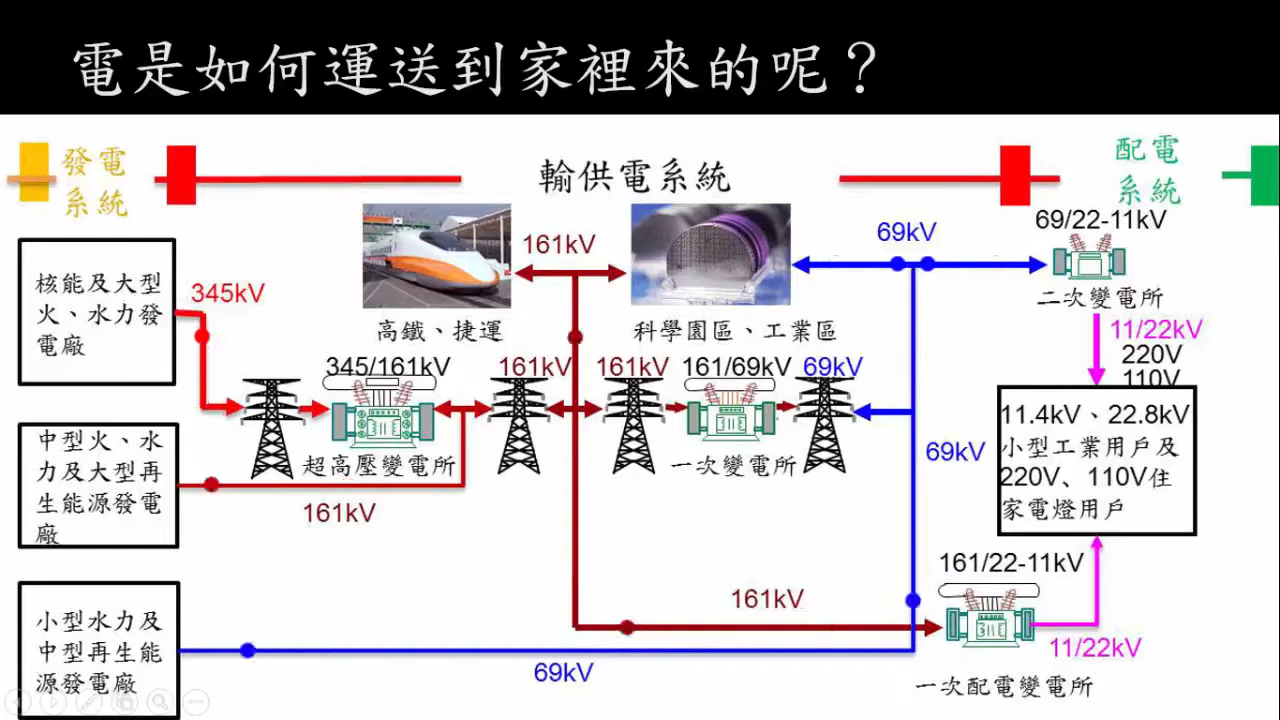 電是如何運送到家裡來的呢？
發電
系統
輸供電系統
配電
系統
核能及大型
火、水力發
電廠
345kV
161kV
高鐵、捷運
科學園區、工業區
69kV
69/22-11kV
二次變電所
11/22kV
220V
110V
345/161kV
161kV
161kV
161/69kV
69kV
超高壓變電所
一次變電所
中型火、水
力及大型再
生能源發電
廠
161kV
69kV
11.4kV、22.8kV
小型工業用戶及
220V、110V住
家電燈用戶
小型水力及
中型再生能
源發電廠
69kV
161kV
161/22-11kV
11/22kV
一次配電變電所